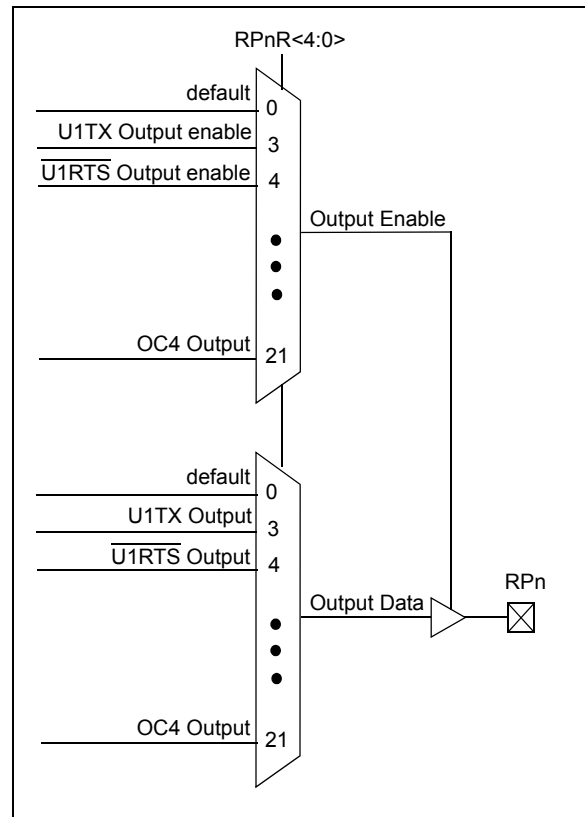 RPnR<4:0>
default
0
U1TX Output enable
3
U1RTS Output enable
4
Output Enable
OC4 Output
21
default
0
U1TX Output
3
U1RTS Output
4
RPn
Output Data
OC4 Output
21